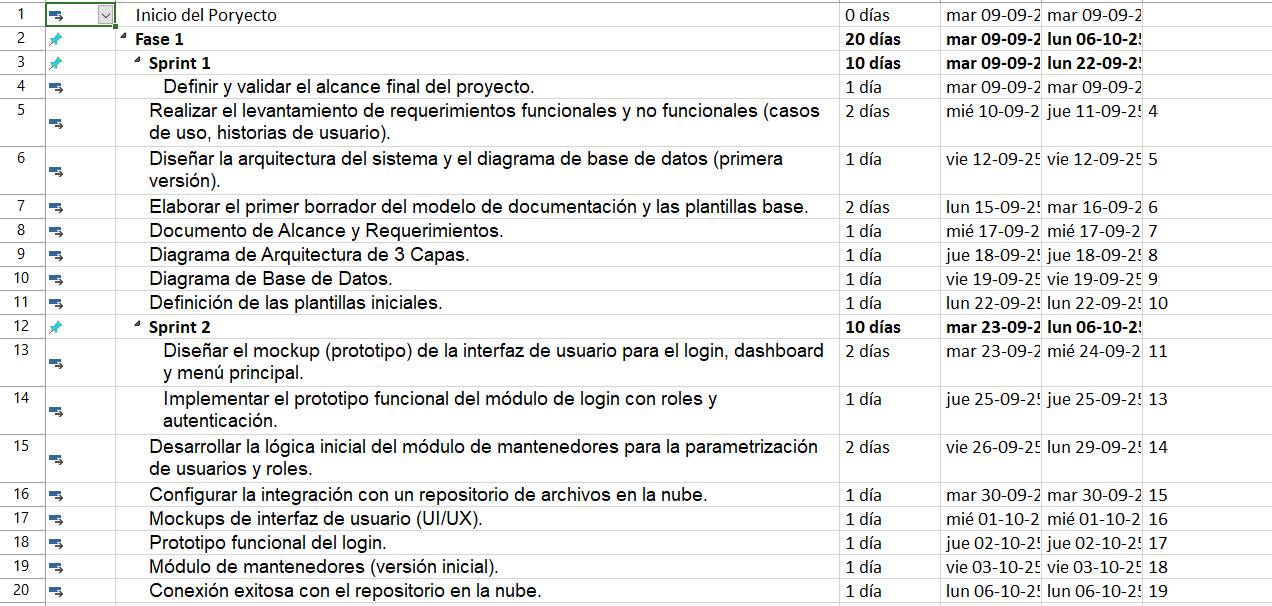 1 Inicio del Poryecto 0 días mar 09-09-2 mar 09-09-2
2 Fase 1 20 días mar 09-09-2 lun 06-10-25
3 Sprint 1 10 días mar 09-09-2 lun 22-09-25
4 Definir y validar el alcance final del proyecto. 1 día mar 09-09-2 mar 09-09-2
5 Realizar el levantamiento de requerimientos funcionales y no funcionales (casos 2 días mié 10-09-2 jue 11-09-25 4
de uso, historias de usuario).
6 Diseñar la arquitectura del sistema y el diagrama de base de datos (primera 1 día vie 12-09-25 vie 12-09-25 5
versión).
7 Elaborar el primer borrador del modelo de documentación y las plantillas base. 2 días lun 15-09-25 mar 16-09-2 6
8 Documento de Alcance y Requerimientos. 1 día mié 17-09-2 mié 17-09-2 7
9 Diagrama de Arquitectura de 3 Capas. 1 día jue 18-09-25 jue 18-09-25 8
10 Diagrama de Base de Datos. 1 día vie 19-09-25 vie 19-09-25 9
11 Definición de las plantillas iniciales. 1 día lun 22-09-25 lun 22-09-25 10
12 Sprint 2 10 días mar 23-09-2 lun 06-10-25
13 Diseñar el mockup (prototipo) de la interfaz de usuario para el login, dashboard 2 días mar 23-09-2 mié 24-09-2 11
y menú principal.
14 Implementar el prototipo funcional del módulo de login con roles y 1 día jue 25-09-25 jue 25-09-25 13
autenticación.
15 Desarrollar la lógica inicial del módulo de mantenedores para la parametrización 2 días vie 26-09-25 lun 29-09-25 14
de usuarios y roles.
16 Configurar la integración con un repositorio de archivos en la nube. 1 día mar 30-09-2 mar 30-09-2 15
17 Mockups de interfaz de usuario (UI/UX). 1 día mié 01-10-2 mié 01-10-2 16
18 Prototipo funcional del login. 1 día jue 02-10-25 jue 02-10-25 17
19 Módulo de mantenedores (versión inicial). 1 día vie 03-10-25 vie 03-10-25 18
20 Conexión exitosa con el repositorio en la nube. 1 día lun 06-10-25 lun 06-10-25 19